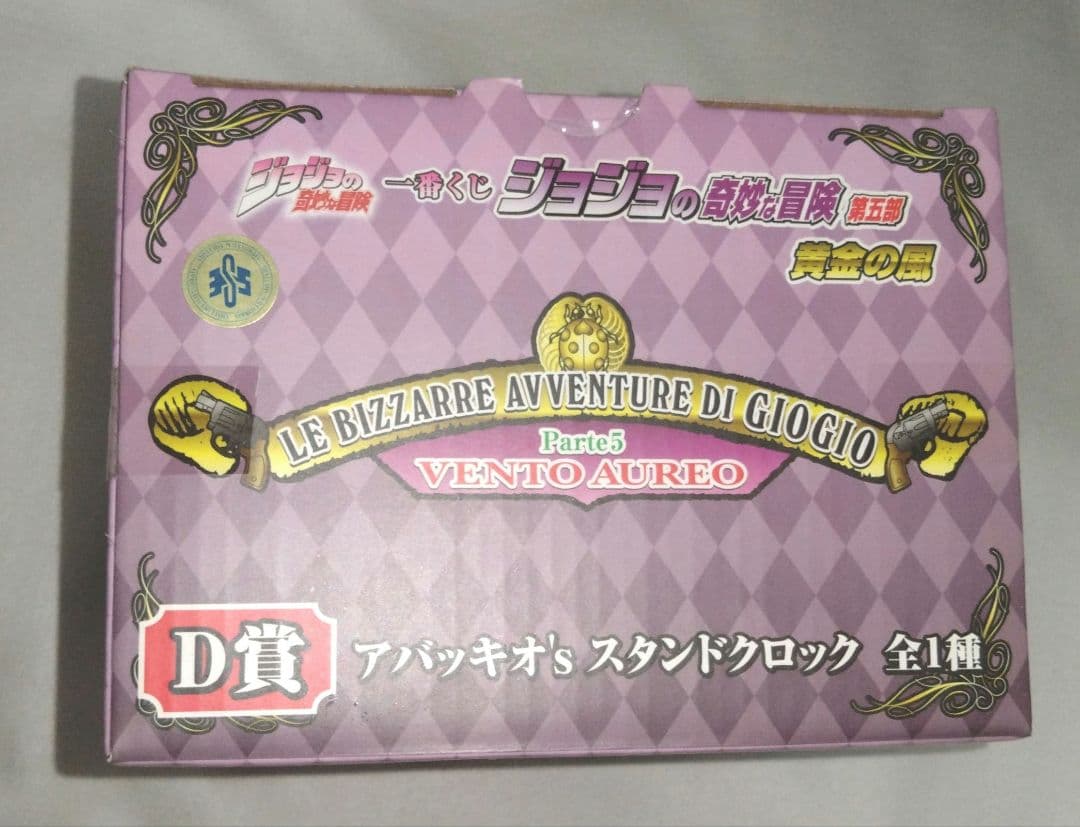 ジョジョの
奇妙な冒険
一番くじ ジョジョの奇妙な冒険 第五部
黄金の風
LE BIZZARRE AVVENTURE DI GIOGIO
Parte5
VENTO AUREO
D賞 アバッキオ's スタンドクロック 全1種